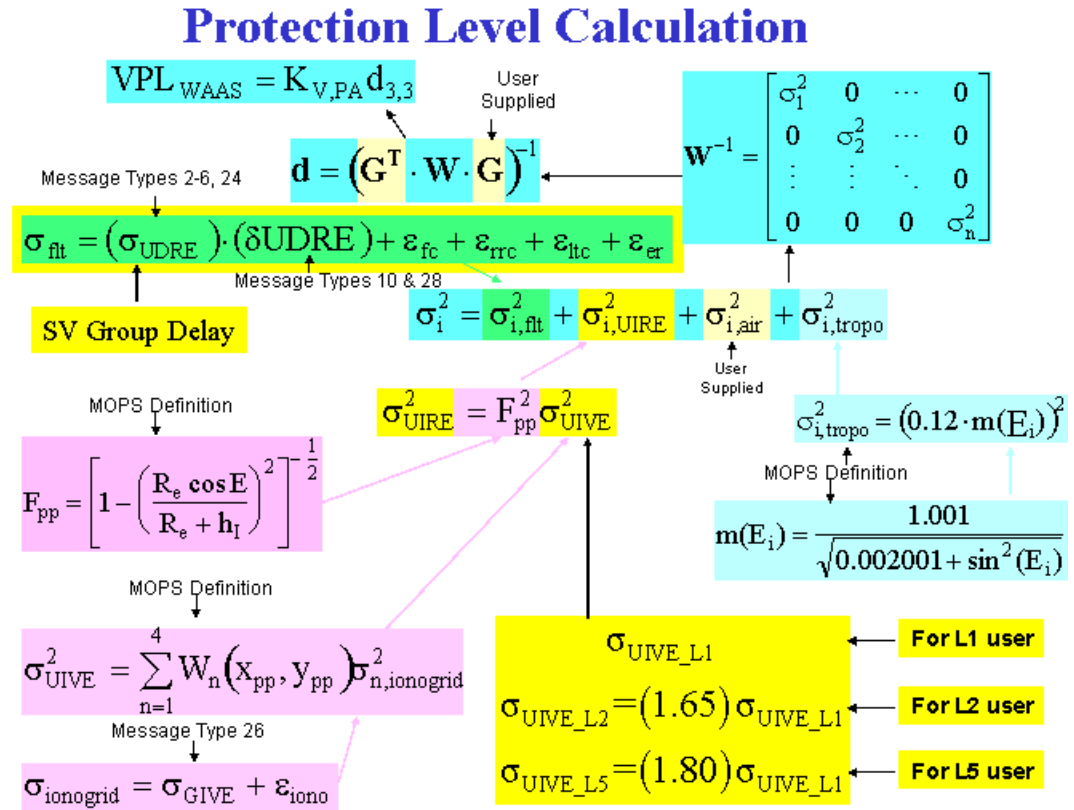 Protection Level Calculation
VPL_WAAS = K_V,PA d_3,3
User
Supplied
d = (G^T · W · G)^-1
W^-1 = [σ_1^2 0 ⋯ 0
0 σ_2^2 ⋯ 0
⋮ ⋮ ⋱ 0
0 0 0 σ_n^2]
Message Types 2-6, 24
σ_flt = (σ_UDRE)·(δUDRE) + ε_fc + ε_rrc + ε_ltc + ε_er
Message Types 10 & 28
SV Group Delay
σ_i^2 = σ_i,flt^2 + σ_i,UIRE^2 + σ_i,air^2 + σ_i,tropo^2
User
Supplied
σ_UIRE^2 = F_pp^2 σ_UIVE^2
σ_i,tropo^2 = (0.12 · m(E_i))^2
MOPS Definition
m(E_i) = 1.001 / √(0.002001 + sin^2(E_i))
MOPS Definition
F_pp = [1 − (R_e cos E / (R_e + h_I))^2]^(-1/2)
MOPS Definition
σ_UIVE^2 = ∑_(n=1)^4 W_n(x_pp, y_pp) σ_n,ionogrid^2
Message Type 26
σ_ionogrid = σ_GIVE + ε_iono
σ_UIVE_L1
For L1 user
σ_UIVE_L2 = (1.65) σ_UIVE_L1
For L2 user
σ_UIVE_L5 = (1.80) σ_UIVE_L1
For L5 user